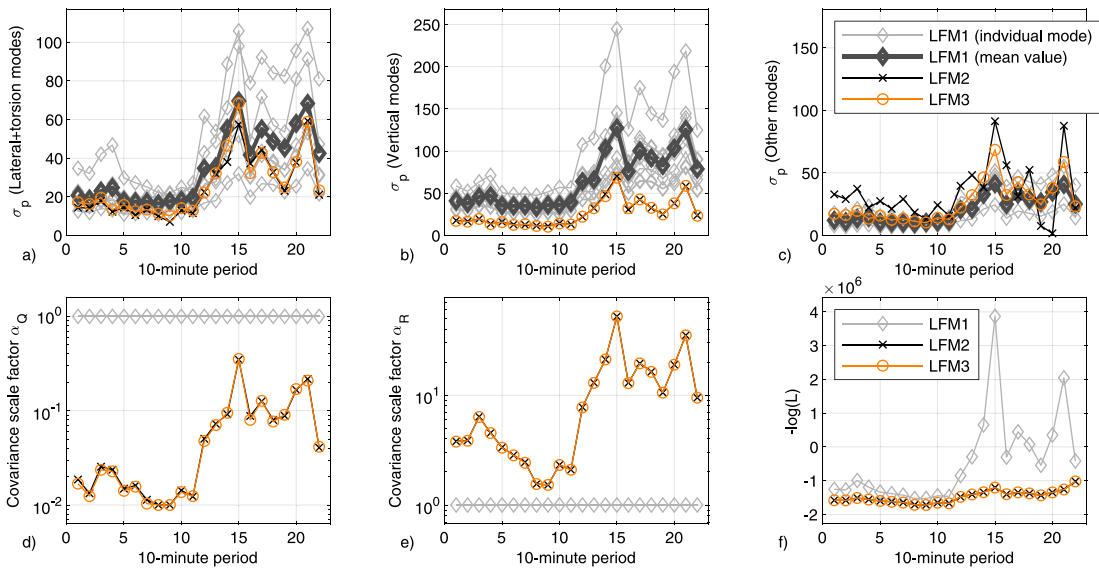 120
100
80
60
40
20
0
σp (Lateral+torsion modes)
0 5 10 15 20
10-minute period
a)
250
200
150
100
50
0
σp (Vertical modes)
0 5 10 15 20
10-minute period
b)
150
100
50
0
σp (Other modes)
LFM1 (indvidual mode)
LFM1 (mean value)
LFM2
LFM3
0 5 10 15 20
10-minute period
c)
10^0
10^-1
10^-2
Covariance scale factor αQ
0 5 10 15 20
10-minute period
d)
10^1
10^0
Covariance scale factor αR
0 5 10 15 20
10-minute period
e)
× 10^6
4
3
2
1
0
-1
-2
-log(L)
LFM1
LFM2
LFM3
0 5 10 15 20
10-minute period
f)